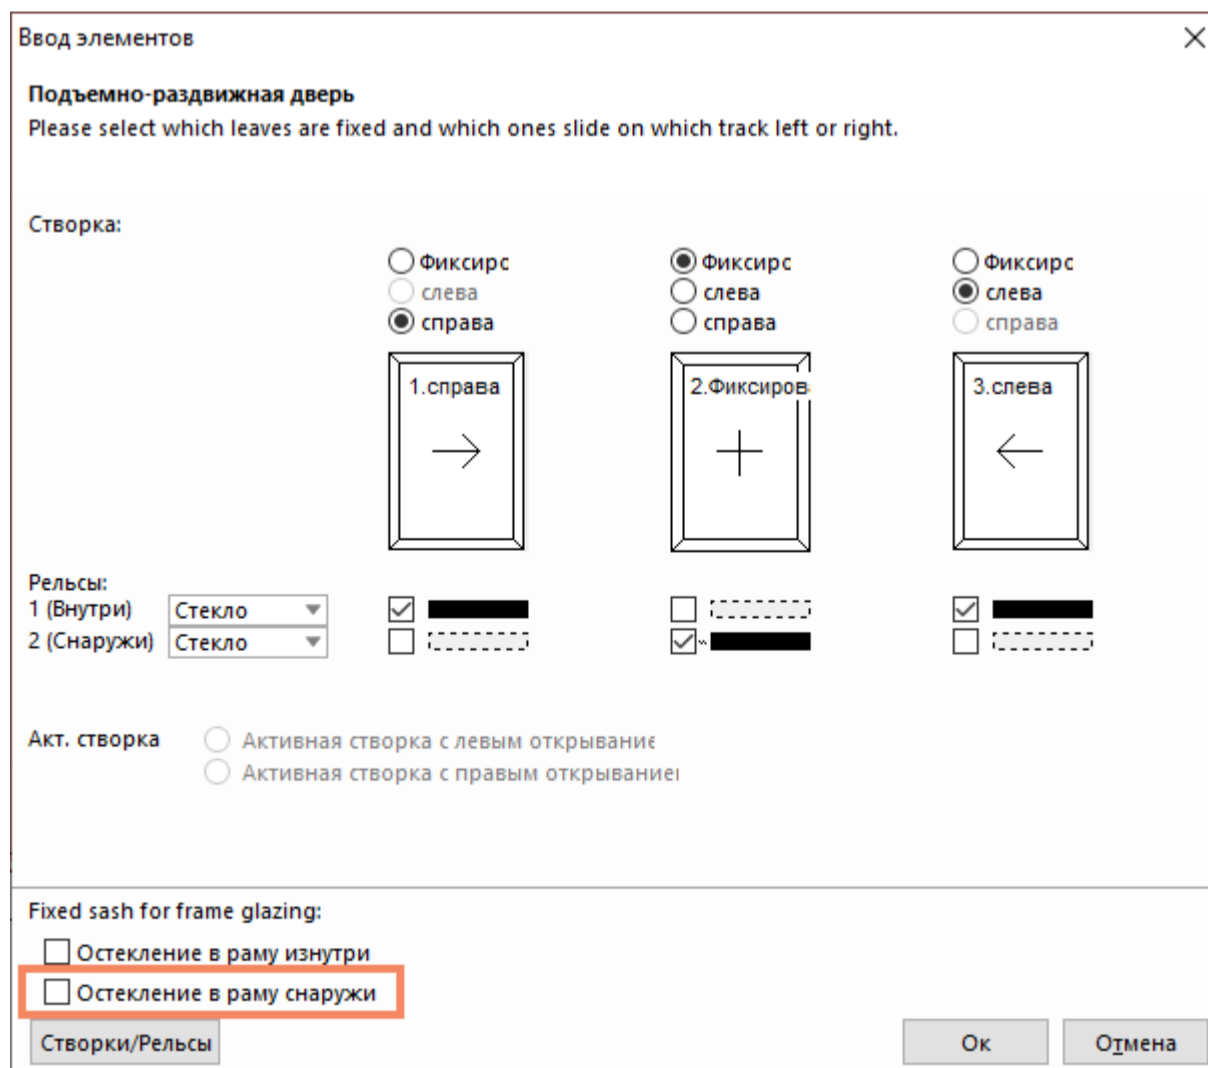 Ввод элементов
Подъемно-раздвижная дверь
Please select which leaves are fixed and which ones slide on which track left or right.
Створка:
Фиксирс Фиксирс Фиксирс
слева слева слева
справа справа справа
1.справа 2.Фиксиров 3.слева
Рельсы:
1 (Внутри) Стекло
2 (Снаружи) Стекло
Акт. створка Активная створка с левым открывание
Активная створка с правым открывание
Fixed sash for frame glazing:
Остекление в раму изнутри
Остекление в раму снаружи
Створки/Рельсы Ок Отмена